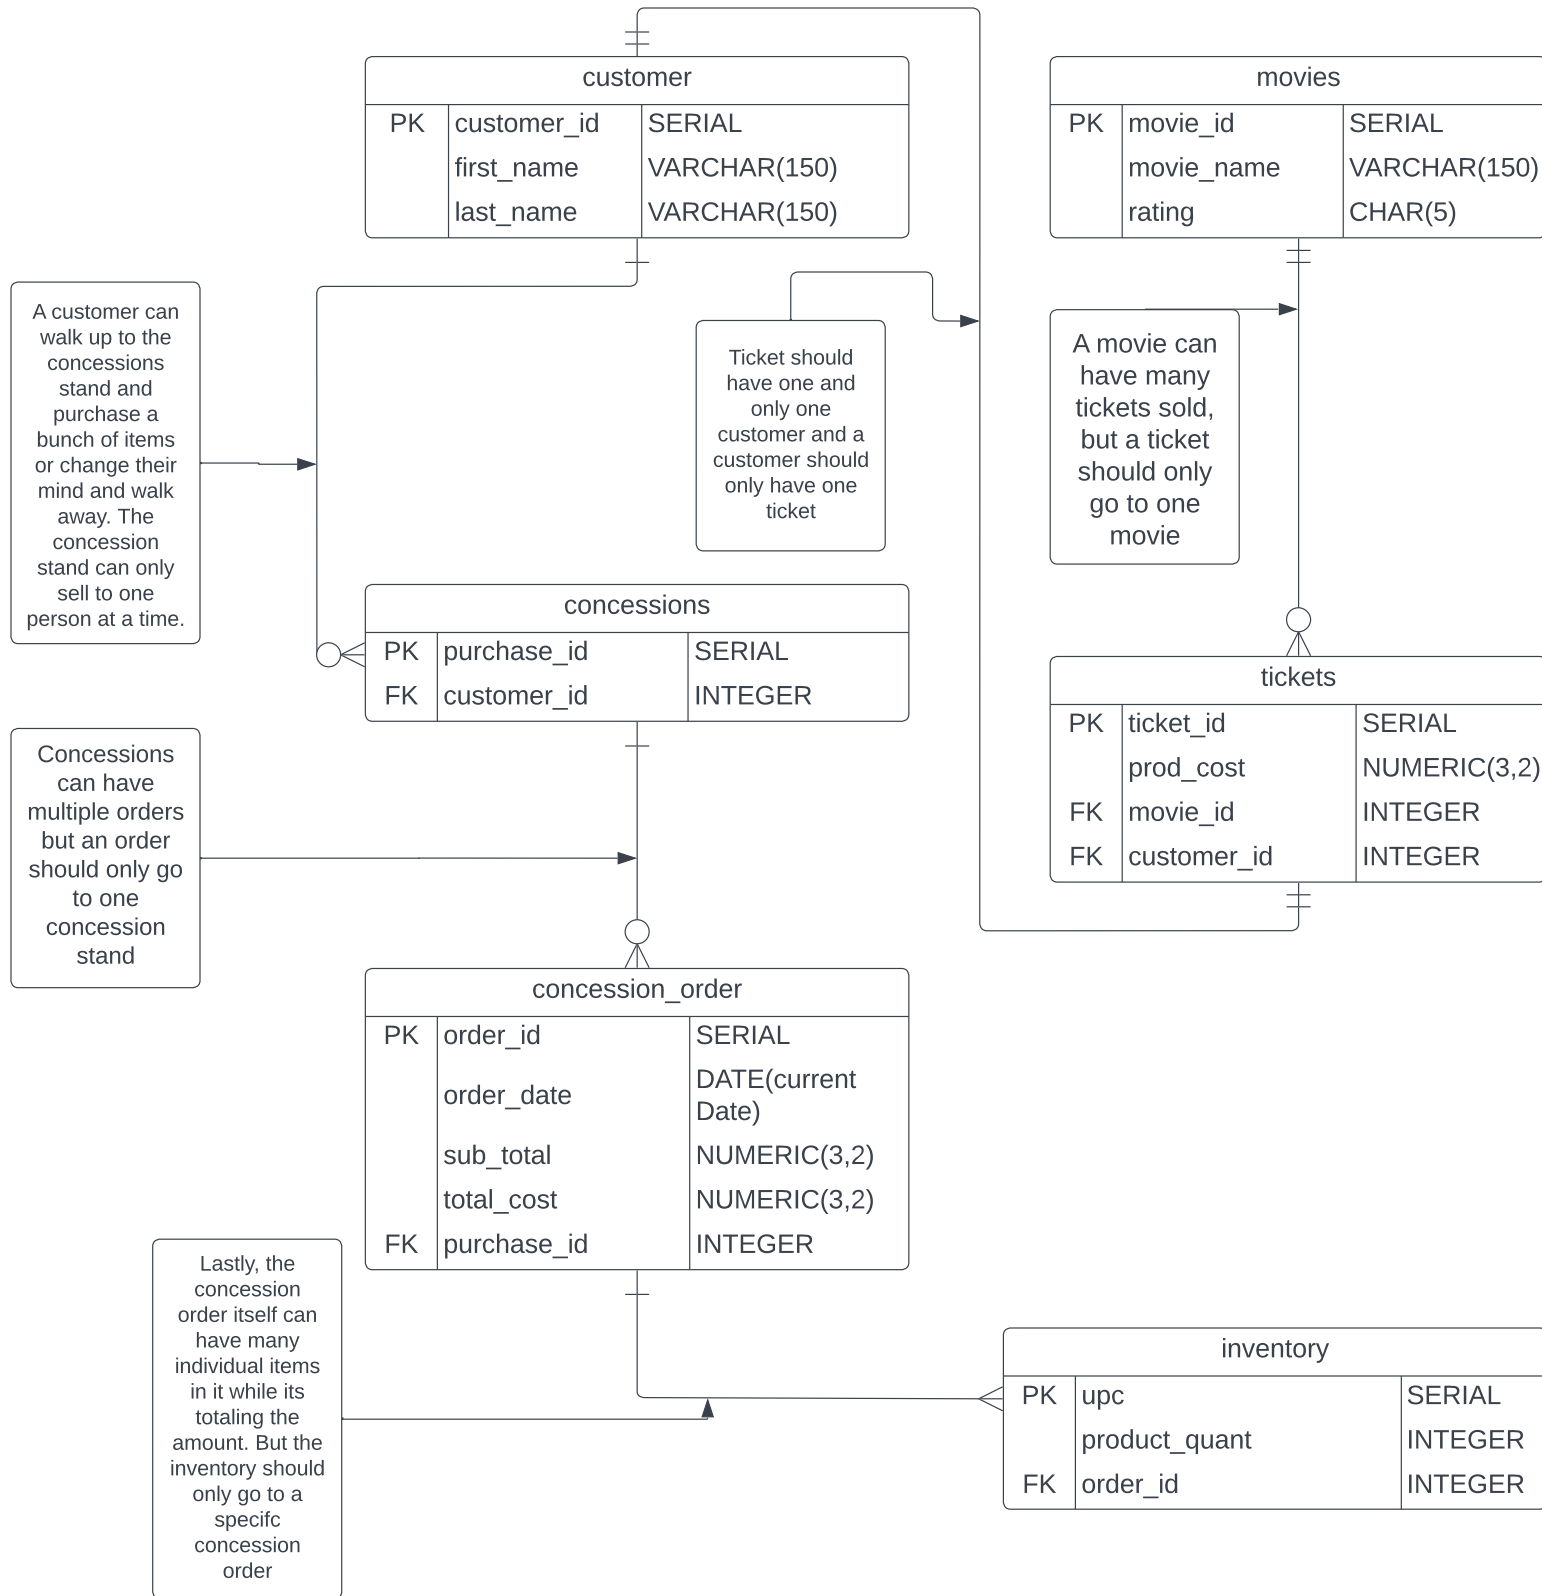 customer
PK customer_id SERIAL
first_name VARCHAR(150)
last_name VARCHAR(150)
movies
PK movie_id SERIAL
movie_name VARCHAR(150)
rating CHAR(5)
A customer can
walk up to the
concessions
stand and
purchase a
bunch of items
or change their
mind and walk
away. The
concession
stand can only
sell to one
person at a time.
Ticket should
have one and
only one
customer and a
customer should
only have one
ticket
A movie can
have many
tickets sold,
but a ticket
should only
go to one
movie
concessions
PK purchase_id SERIAL
FK customer_id INTEGER
tickets
PK ticket_id SERIAL
prod_cost NUMERIC(3,2)
FK movie_id INTEGER
FK customer_id INTEGER
Concessions
can have
multiple orders
but an order
should only go
to one
concession
stand
concession_order
PK order_id SERIAL
order_date DATE(current
Date)
sub_total NUMERIC(3,2)
total_cost NUMERIC(3,2)
FK purchase_id INTEGER
Lastly, the
concession
order itself can
have many
individual items
in it while its
totaling the
amount. But the
inventory should
only go to a
specifc
concession
order
inventory
PK upc SERIAL
product_quant INTEGER
FK order_id INTEGER